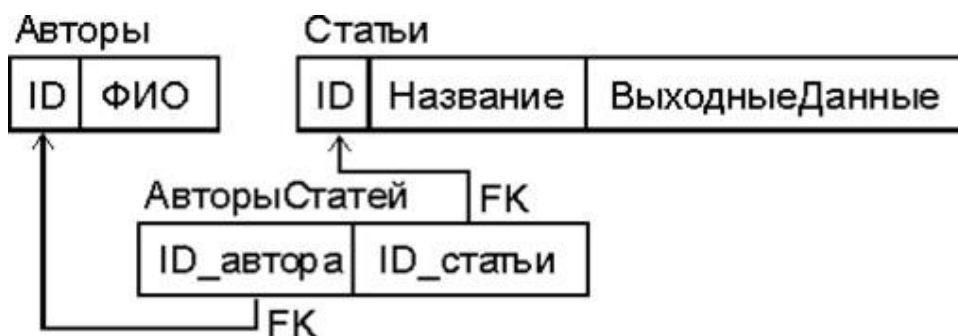 Авторы
Статьи
ID ФИО
ID Название ВыходныеДанные
АвторыСтатей
FK
ID_автора ID_статьи
FK